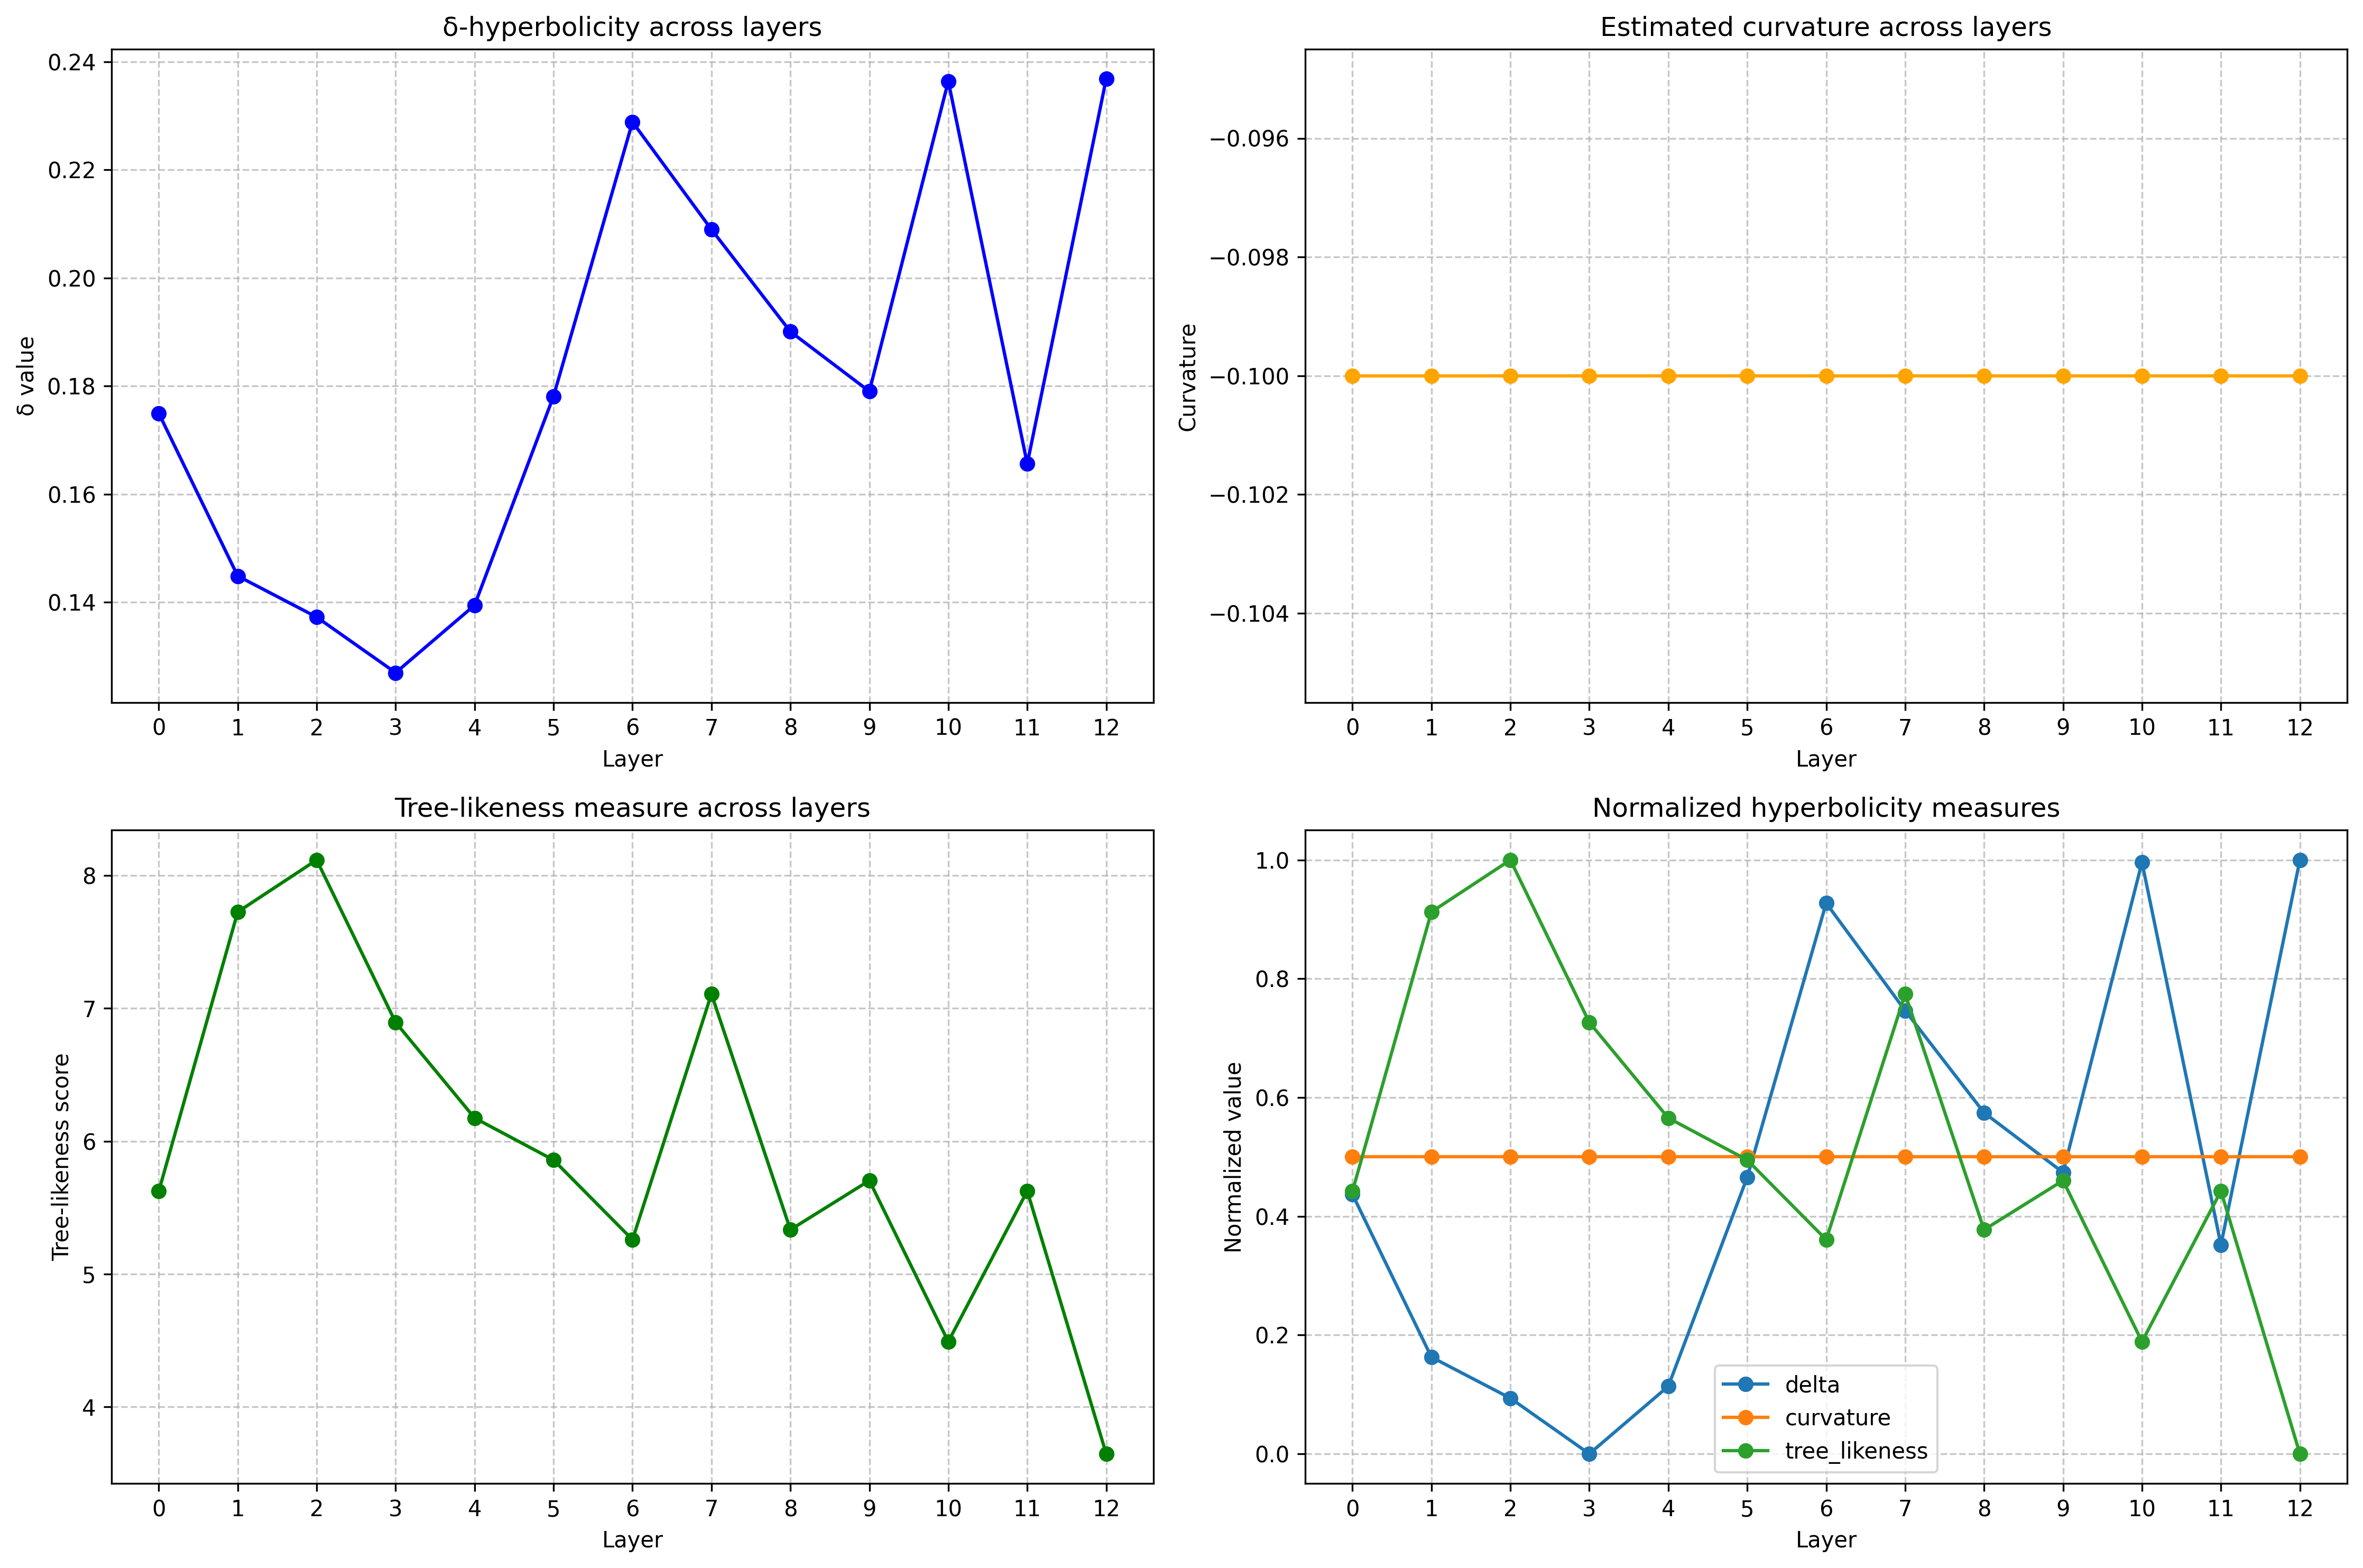 δ-hyperbolicity across layers
δ value
0.24
0.22
0.20
0.18
0.16
0.14
0 1 2 3 4 5 6 7 8 9 10 11 12
Layer
Estimated curvature across layers
Curvature
−0.096
−0.098
−0.100
−0.102
−0.104
0 1 2 3 4 5 6 7 8 9 10 11 12
Layer
Tree-likeness measure across layers
Tree-likeness score
8
7
6
5
4
0 1 2 3 4 5 6 7 8 9 10 11 12
Layer
Normalized hyperbolicity measures
Normalized value
1.0
0.8
0.6
0.4
0.2
0.0
delta
curvature
tree_likeness
0 1 2 3 4 5 6 7 8 9 10 11 12
Layer